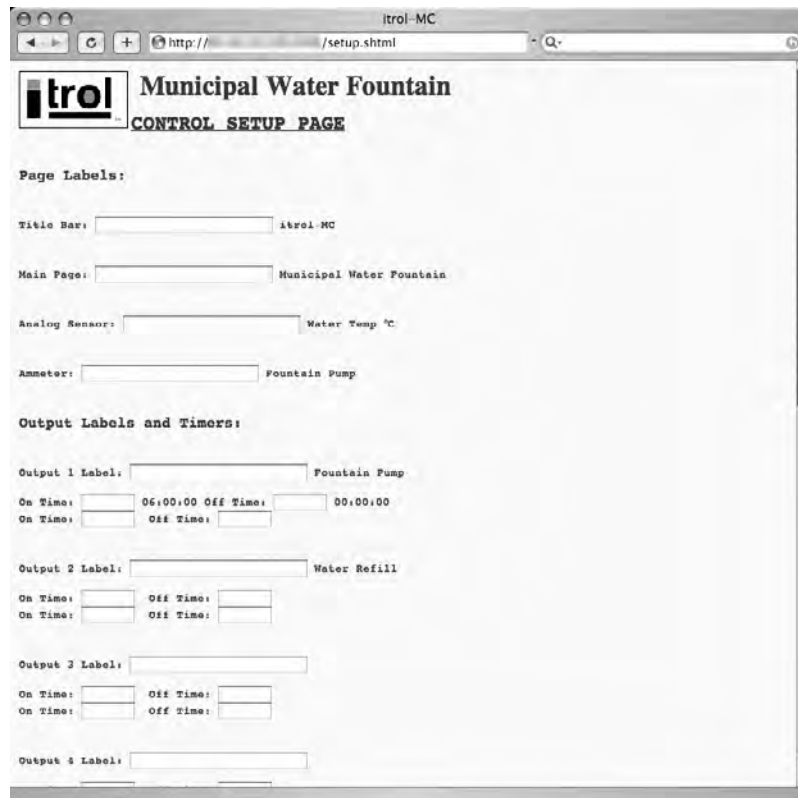 itrol-MC
http:// /setup.shtml
itrol
Municipal Water Fountain
CONTROL SETUP PAGE
Page Labels:
Title Bar: itrol-MC
Main Page: Municipal Water Fountain
Analog Sensor: Water Temp °C
Ammeter: Fountain Pump
Output Labels and Timers:
Output 1 Label: Fountain Pump
On Time: 06:00:00 Off Time: 00:00:00
On Time: Off Time:
Output 2 Label: Water Refill
On Time: Off Time:
On Time: Off Time:
Output 3 Label:
On Time: Off Time:
On Time: Off Time:
Output 4 Label: